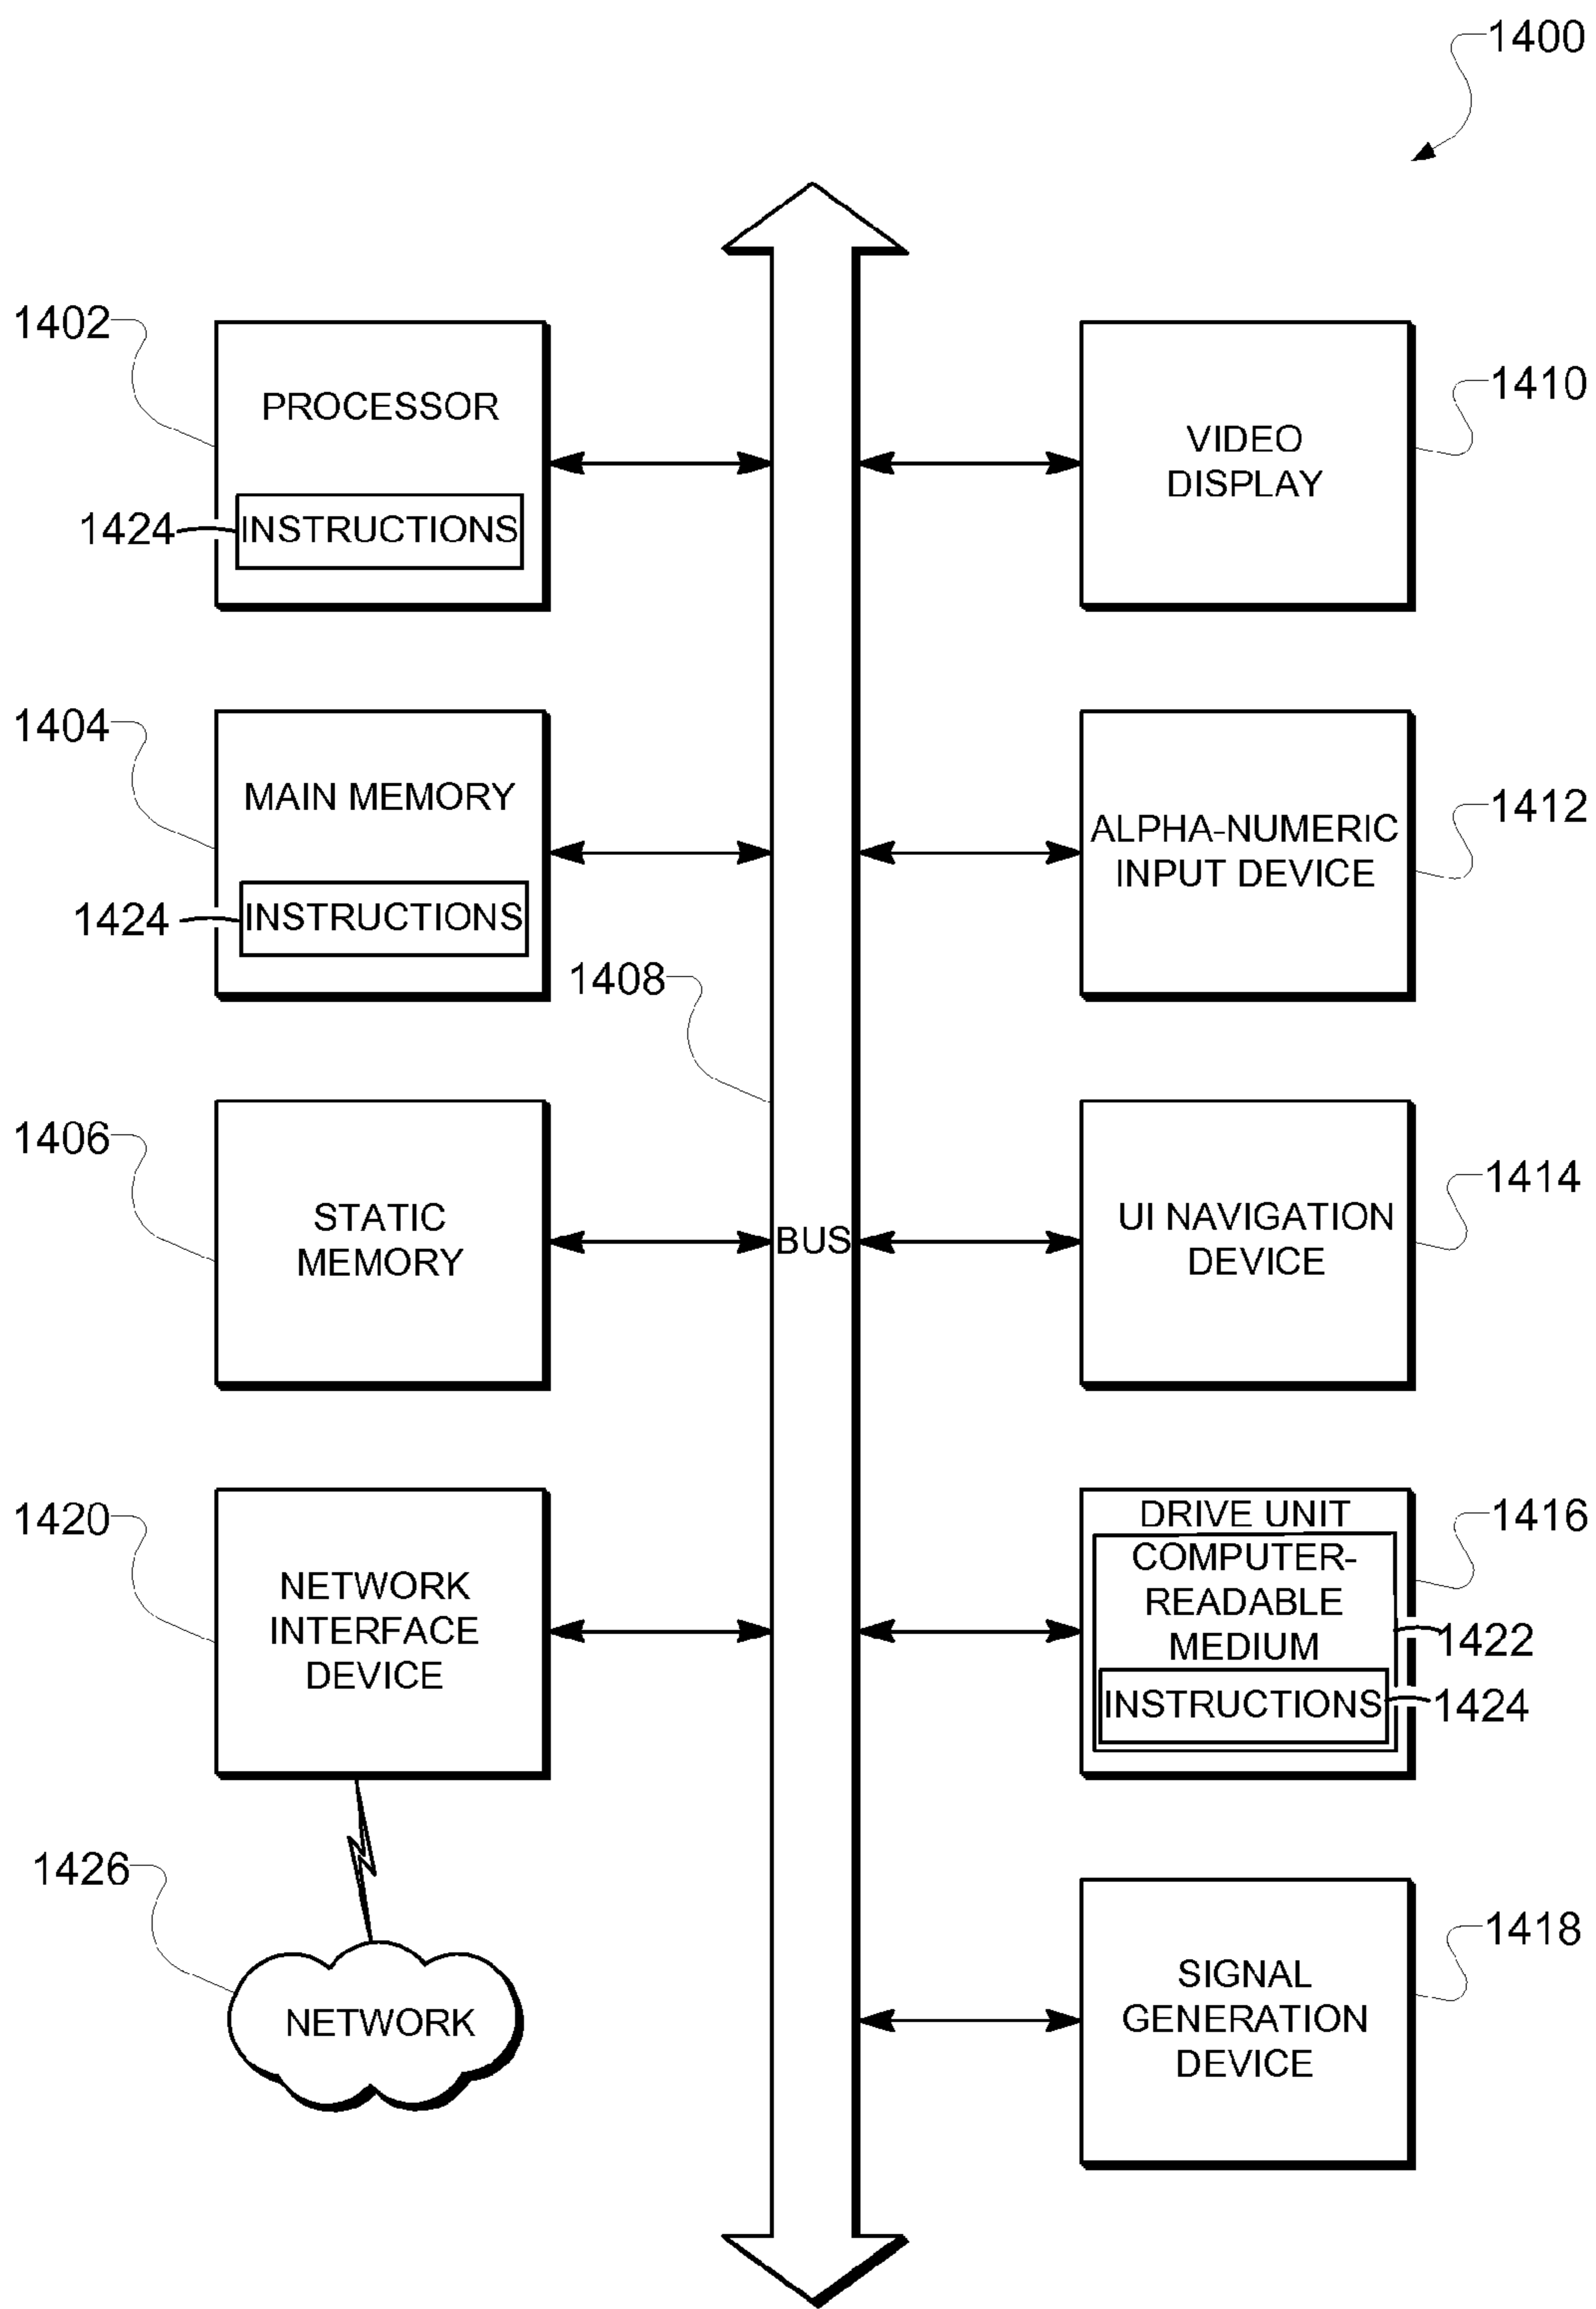 1400
1402
PROCESSOR
1424
INSTRUCTIONS
1410
VIDEO
DISPLAY
1404
MAIN MEMORY
1424
INSTRUCTIONS
1412
ALPHA-NUMERIC
INPUT DEVICE
1408
1406
STATIC
MEMORY
BUS
1414
UI NAVIGATION
DEVICE
1420
NETWORK
INTERFACE
DEVICE
1416
DRIVE UNIT
COMPUTER-
READABLE
MEDIUM
1422
INSTRUCTIONS
1424
1426
NETWORK
1418
SIGNAL
GENERATION
DEVICE